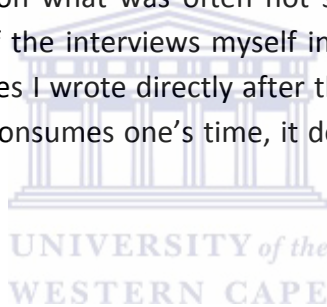 on what was often not s
f the interviews myself in
es I wrote directly after th
onsumes one's time, it de
UNIVERSITY of the
WESTERN CAPE